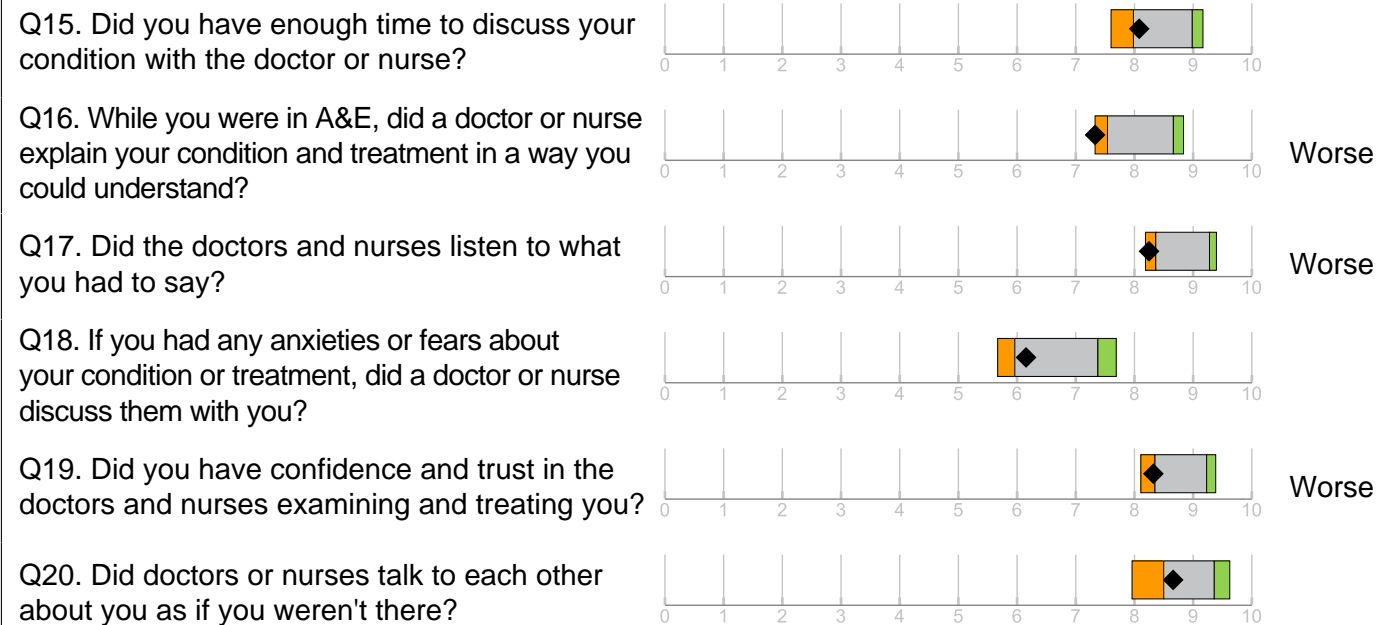 Q15. Did you have enough time to discuss your
condition with the doctor or nurse?
0 1 2 3 4 5 6 7 8 9 10
Q16. While you were in A&E, did a doctor or nurse
explain your condition and treatment in a way you
could understand?
0 1 2 3 4 5 6 7 8 9 10
Worse
Q17. Did the doctors and nurses listen to what
you had to say?
0 1 2 3 4 5 6 7 8 9 10
Worse
Q18. If you had any anxieties or fears about
your condition or treatment, did a doctor or nurse
discuss them with you?
0 1 2 3 4 5 6 7 8 9 10
Q19. Did you have confidence and trust in the
doctors and nurses examining and treating you?
0 1 2 3 4 5 6 7 8 9 10
Worse
Q20. Did doctors or nurses talk to each other
about you as if you weren't there?
0 1 2 3 4 5 6 7 8 9 10